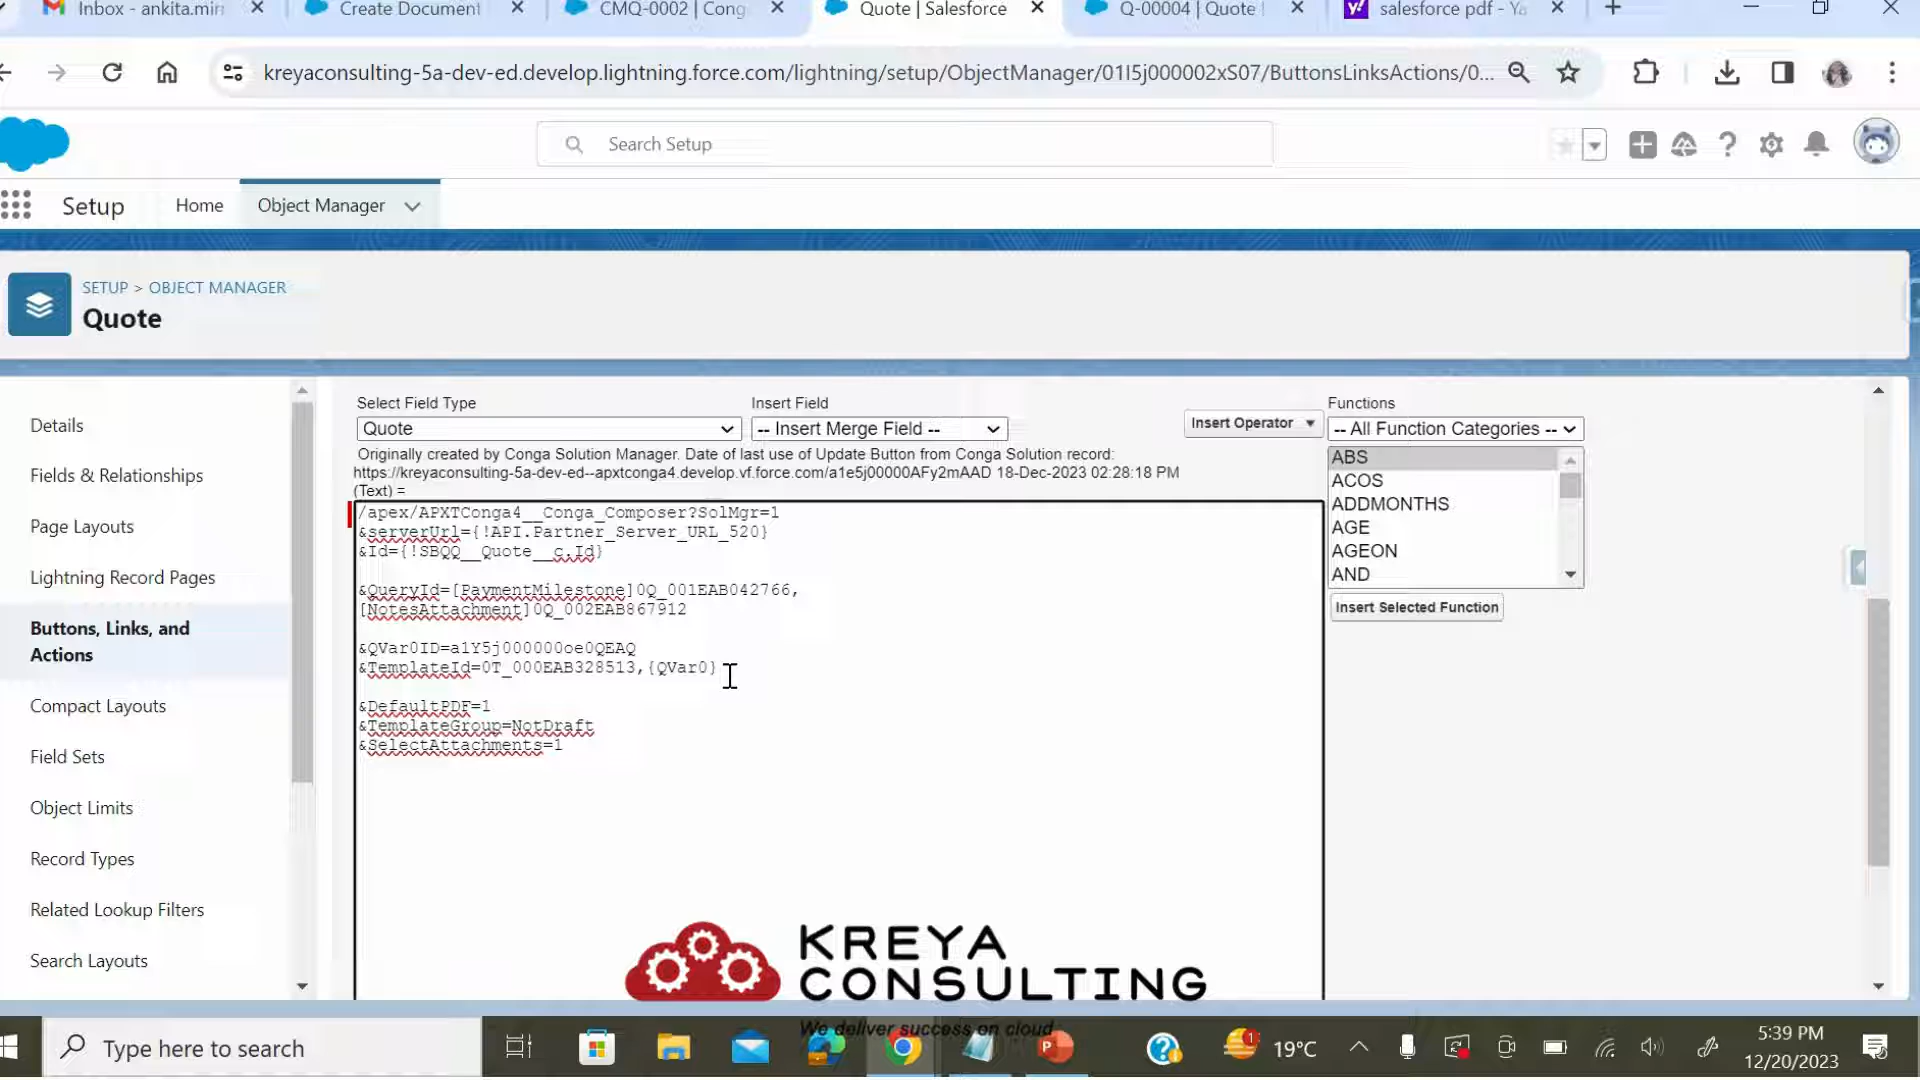 Inbox - ankita.min
Create Document
CMQ-0002 | Cong
Quote | Salesforce
Q-00004 | Quote
salesforce pdf - Ya
kreyaconsulting-5a-dev-ed.develop.lightning.force.com/lightning/setup/ObjectManager/01I5j000002xS07/ButtonsLinksActions/0...
Search Setup
Setup
Home
Object Manager
SETUP > OBJECT MANAGER
Quote
Details
Fields & Relationships
Page Layouts
Lightning Record Pages
Buttons, Links, and
Actions
Compact Layouts
Field Sets
Object Limits
Record Types
Related Lookup Filters
Search Layouts
Select Field Type
Insert Field
Functions
Quote
-- Insert Merge Field --
Insert Operator
-- All Function Categories --
Originally created by Conga Solution Manager. Date of last use of Update Button from Conga Solution record:
https://kreyaconsulting-5a-dev-ed--apxtconga4.develop.vf.force.com/a1e5j00000AFy2mAAD 18-Dec-2023 02:28:18 PM
(Text) =
ABS
ACOS
ADDMONTHS
AGE
AGEON
AND
Insert Selected Function
/apex/APXTConga4__Conga_Composer?SolMgr=1
&serverUrl={!API.Partner_Server_URL_520}
&Id={!SBQQ__Quote__c.Id}
&QueryId=[PaymentMilestone]0Q_001EAB042766,
[NotesAttachment]0Q_002EAB867912
&QVar0ID=a1Y5j000000oe0QEAQ
&TemplateId=0T_000EAB328513,{QVar0}
&DefaultPDF=1
&TemplateGroup=NotDraft
&SelectAttachments=1
KREYA
CONSULTING
We deliver success on cloud
Type here to search
1
19°C
5:39 PM
12/20/2023